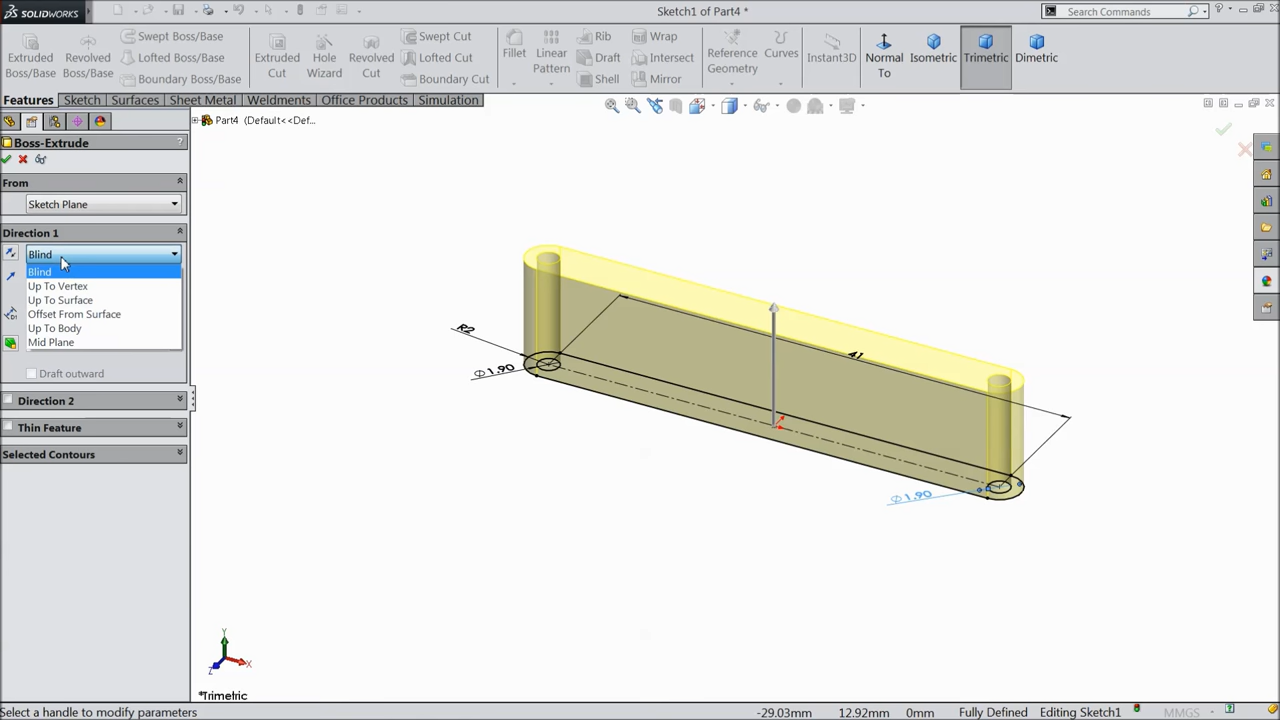 SOLIDWORKS
Sketch1 of Part4 *
Search Commands
Extruded Boss/Base
Revolved Boss/Base
Swept Boss/Base
Lofted Boss/Base
Boundary Boss/Base
Extruded Cut
Hole Wizard
Revolved Cut
Swept Cut
Lofted Cut
Boundary Cut
Fillet
Linear Pattern
Rib
Draft
Shell
Wrap
Intersect
Mirror
Reference Geometry
Curves
Instant3D
Normal To
Isometric
Trimetric
Dimetric
Features
Sketch
Surfaces
Sheet Metal
Weldments
Office Products
Simulation
Part4 (Default<<Def...
Boss-Extrude
?
From
Sketch Plane
Direction 1
Blind
Blind
Up To Vertex
Up To Surface
Offset From Surface
Up To Body
Mid Plane
Draft outward
Direction 2
Thin Feature
Selected Contours
R2
∅1.90
41
∅1.90
Y
X
Z
*Trimetric
Select a handle to modify parameters
-29.03mm
12.92mm
0mm
Fully Defined
Editing Sketch1
MMGS
?